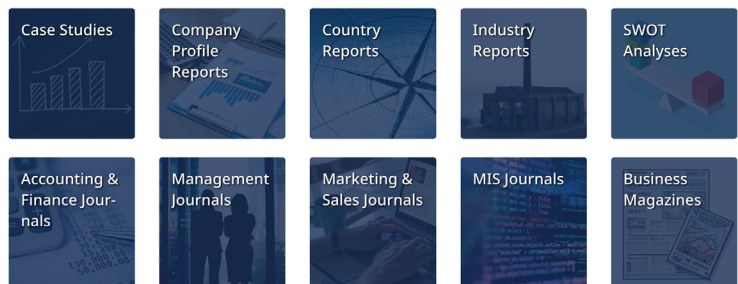 Case Studies
Company
Profile
Reports
Country
Reports
Industry
Reports
SWOT
Analyses
Accounting &
Finance Jour-
nals
Management
Journals
Marketing &
Sales Journals
MIS Journals
Business
Magazines